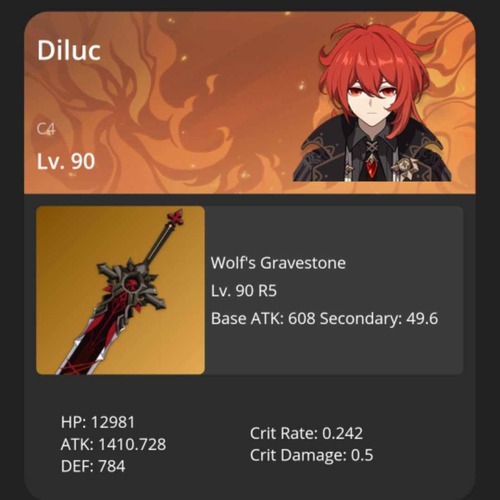 Diluc
C4
Lv. 90
Wolf's Gravestone
Lv. 90 R5
Base ATK: 608 Secondary: 49.6
HP: 12981
ATK: 1410.728
DEF: 784
Crit Rate: 0.242
Crit Damage: 0.5